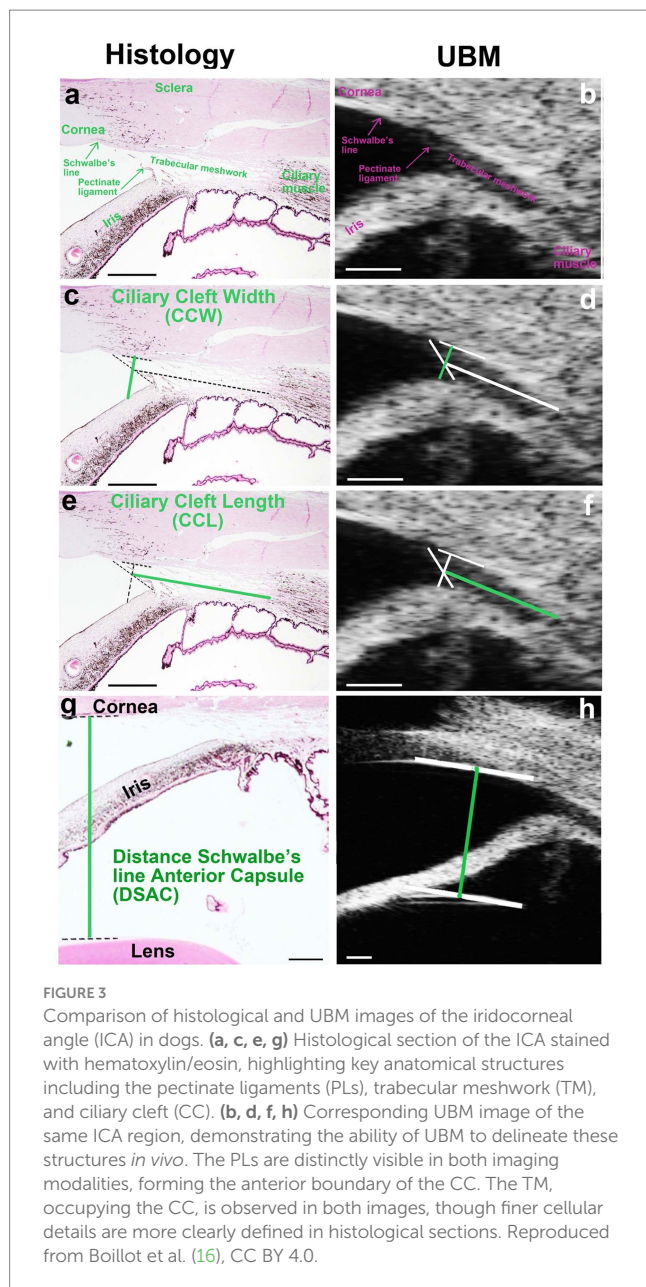 Histology
UBM
a
Sclera
Cornea
Schwalbe's
line
Trabecular meshwork
Pectinate
ligament
Ciliary
muscle
Iris
b
Cornea
Schwalbe's
line
Pectinate
ligament
Trabecular meshwork
Iris
Ciliary
muscle
c
Ciliary Cleft Width
(CCW)
d
e
Ciliary Cleft Length
(CCL)
f
g
Cornea
Iris
Distance Schwalbe's
line Anterior Capsule
(DSAC)
Lens
h
FIGURE 3
Comparison of histological and UBM images of the iridocorneal
angle (ICA) in dogs. (a, c, e, g) Histological section of the ICA stained
with hematoxylin/eosin, highlighting key anatomical structures
including the pectinate ligaments (PLs), trabecular meshwork (TM),
and ciliary cleft (CC). (b, d, f, h) Corresponding UBM image of the
same ICA region, demonstrating the ability of UBM to delineate these
structures in vivo. The PLs are distinctly visible in both imaging
modalities, forming the anterior boundary of the CC. The TM,
occupying the CC, is observed in both images, though finer cellular
details are more clearly defined in histological sections. Reproduced
from Boillot et al. (16), CC BY 4.0.